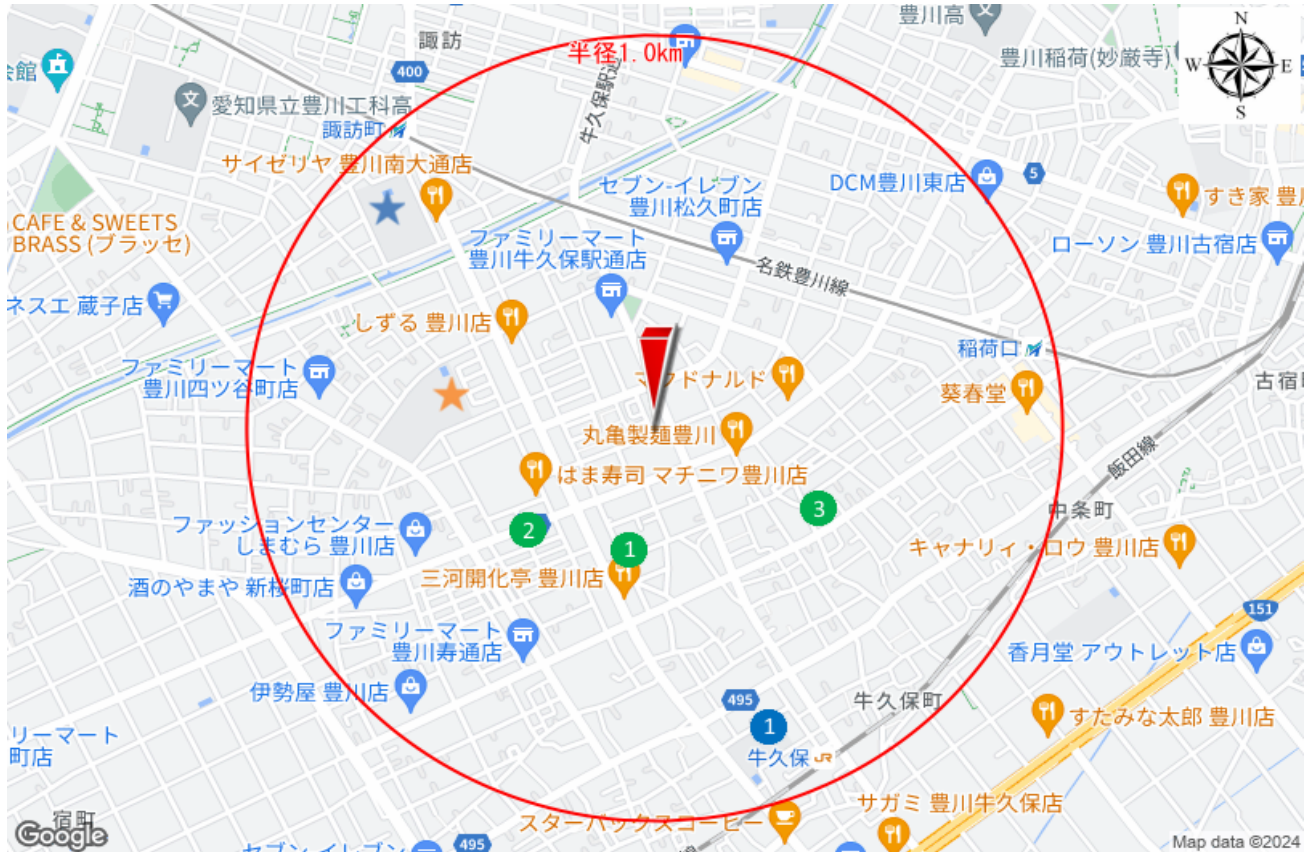 諏訪
豊川高
半径1.0km
N
W
E
S
会館
400
牛久保駅通
豊川稲荷(妙厳寺)
愛知県立豊川工科高
諏訪町
サイゼリヤ 豊川南大通店
セブン-イレブン
豊川松久町店
DCM豊川東店
5
すき家 豊川
CAFE & SWEETS
BRASS (ブラッセ)
ファミリーマート
豊川牛久保駅通店
ローソン 豊川古宿店
名鉄豊川線
ネスエ 蔵子店
しずる 豊川店
稲荷口
ファミリーマート
豊川四ツ谷町店
マクドナルド
葵春堂
古宿町
丸亀製麺豊川
飯田線
はま寿司 マチニワ豊川店
中条町
3
ファッションセンター
しまむら 豊川店
2
1
キャナリィ・ロウ 豊川店
酒のやまや 新桜町店
三河開化亭 豊川店
151
ファミリーマート
豊川寿通店
香月堂 アウトレット店
伊勢屋 豊川店
495
牛久保町
すたみな太郎 豊川店
リーマート
町店
1
牛久保
JR
サガミ 豊川牛久保店
宿町
スターバックスコーヒー
Google
セブン-イレブン
495
線
Map data ©2024